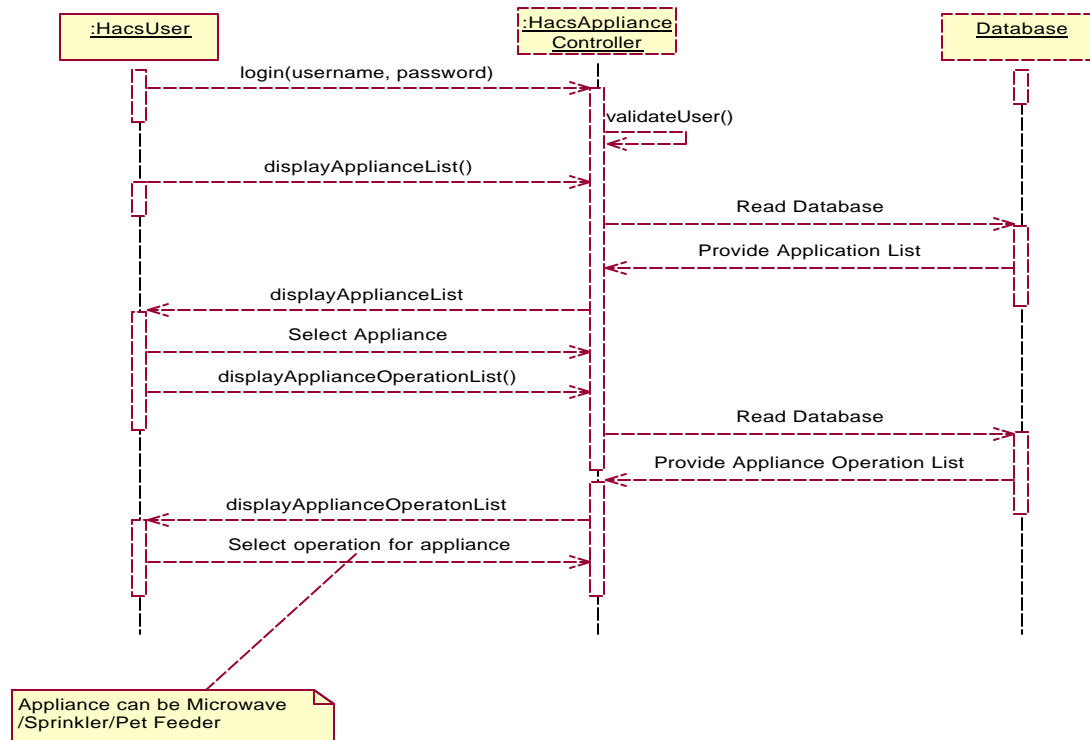 :HacsUser
:HacsAppliance
Controller
Database
login(username, password)
validateUser()
displayApplianceList()
Read Database
Provide Application List
displayApplianceList
Select Appliance
displayApplianceOperationList()
Read Database
Provide Appliance Operation List
displayApplianceOperatonList
Select operation for appliance
Appliance can be Microwave
/Sprinkler/Pet Feeder